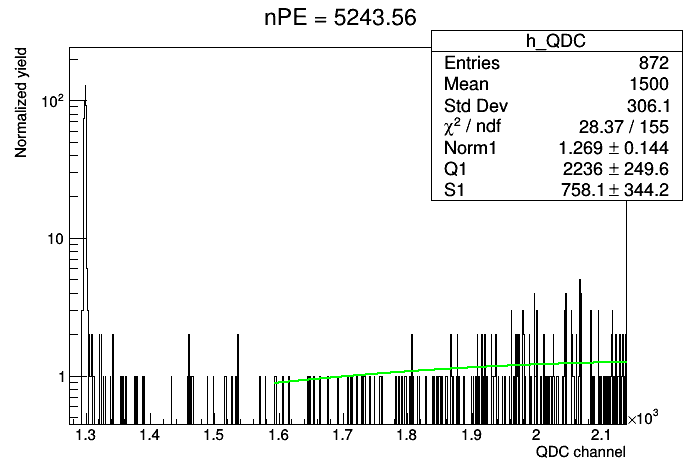 nPE = 5243.56
h_QDC
Entries 872
Mean 1500
Std Dev 306.1
χ² / ndf 28.37 / 155
Norm1 1.269 ± 0.144
Q1 2236 ± 249.6
S1 758.1 ± 344.2
Normalized yield
10²
10
1
1.3 1.4 1.5 1.6 1.7 1.8 1.9 2 2.1
×10³
QDC channel